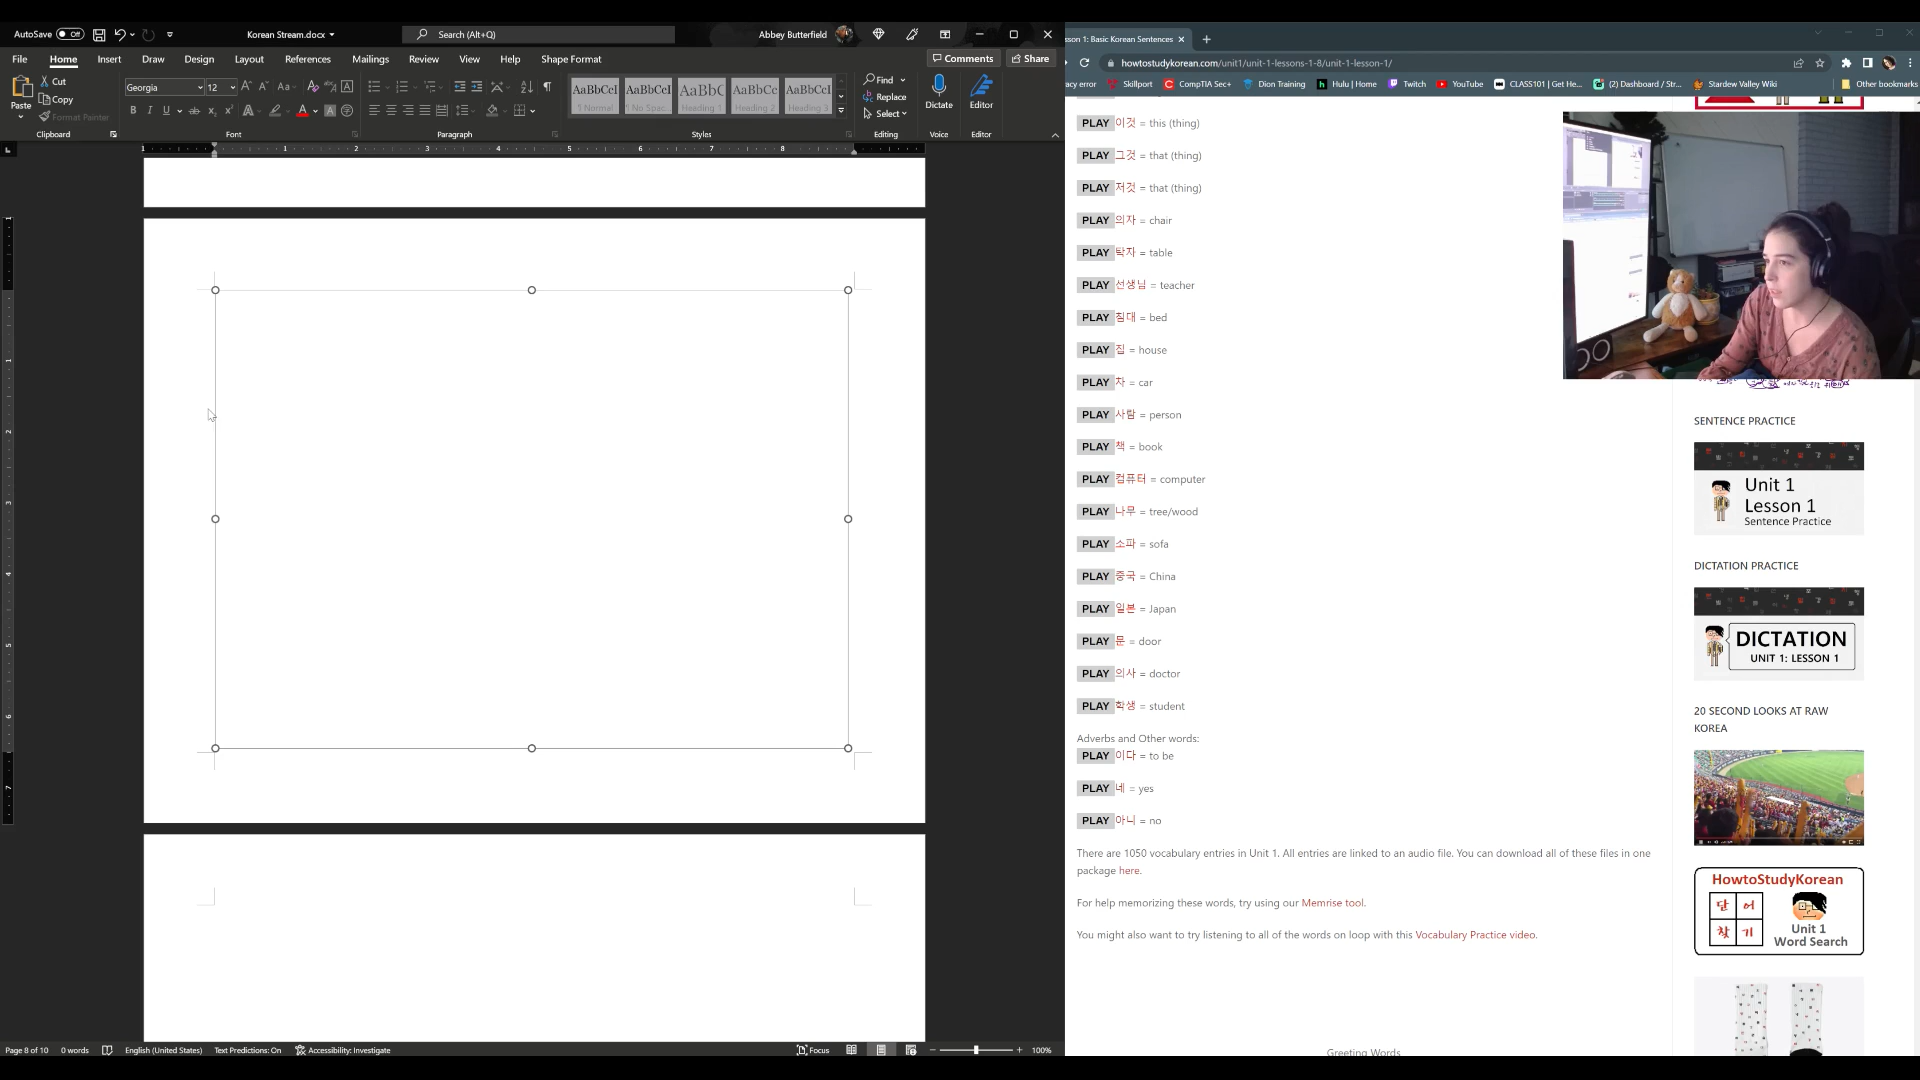 AutoSave Off Korean Stream.docx Search (Alt+Q) Abbey Butterfield
File Home Insert Draw Design Layout References Mailings Review View Help Shape Format Comments Share
Paste Cut Copy Format Painter
Georgia 12
AaBbCcI AaBbCcI AaBbC AaBbCc AaBbCcI
¶ Normal ¶ No Spac... Heading 1 Heading 2 Heading 3
Find Replace Select
Dictate Editor
Clipboard Font Paragraph Styles Editing Voice Editor
Page 8 of 10 0 words English (United States) Text Predictions: On Accessibility: Investigate Focus 100%
sson 1: Basic Korean Sentences
howtostudykorean.com/unit1/unit-1-lessons-1-8/unit-1-lesson-1/
acy error Skillport CompTIA Sec+ Dion Training Hulu | Home Twitch YouTube CLASS101 | Get He... (2) Dashboard / Str... Stardew Valley Wiki Other bookmarks
PLAY 이것 = this (thing)
PLAY 그것 = that (thing)
PLAY 저것 = that (thing)
PLAY 의자 = chair
PLAY 탁자 = table
PLAY 선생님 = teacher
PLAY 침대 = bed
PLAY 집 = house
PLAY 차 = car
PLAY 사람 = person
PLAY 책 = book
PLAY 컴퓨터 = computer
PLAY 나무 = tree/wood
PLAY 소파 = sofa
PLAY 중국 = China
PLAY 일본 = Japan
PLAY 문 = door
PLAY 의사 = doctor
PLAY 학생 = student
Adverbs and Other words:
PLAY 이다 = to be
PLAY 네 = yes
PLAY 아니 = no
There are 1050 vocabulary entries in Unit 1. All entries are linked to an audio file. You can download all of these files in one
package here.
For help memorizing these words, try using our Memrise tool.
You might also want to try listening to all of the words on loop with this Vocabulary Practice video.
Greeting Words
SENTENCE PRACTICE
Unit 1
Lesson 1
Sentence Practice
DICTATION PRACTICE
DICTATION
UNIT 1: LESSON 1
20 SECOND LOOKS AT RAW
KOREA
HowtoStudyKorean
단 어
찾 기
Unit 1
Word Search